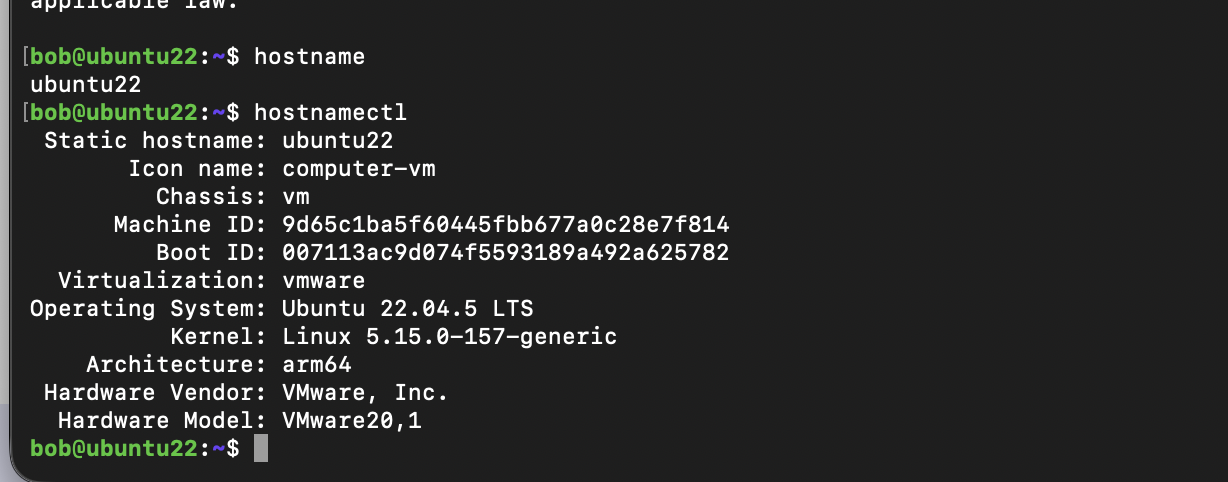 applicable law.
[bob@ubuntu22:~$ hostname
ubuntu22
[bob@ubuntu22:~$ hostnamectl
Static hostname: ubuntu22
Icon name: computer-vm
Chassis: vm
Machine ID: 9d65c1ba5f60445fbb677a0c28e7f814
Boot ID: 007113ac9d074f5593189a492a625782
Virtualization: vmware
Operating System: Ubuntu 22.04.5 LTS
Kernel: Linux 5.15.0-157-generic
Architecture: arm64
Hardware Vendor: VMware, Inc.
Hardware Model: VMware20,1
bob@ubuntu22:~$